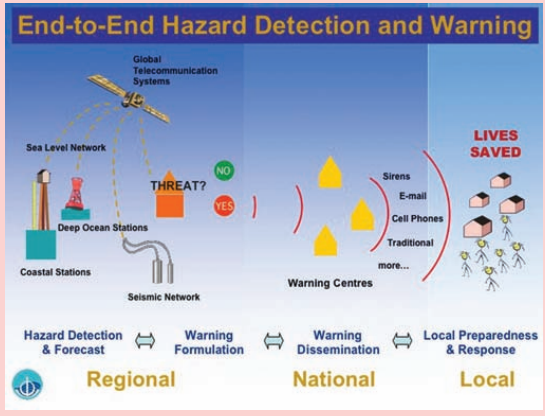 End-to-End Hazard Detection and Warning
Global
Telecommunication
Systems
Sea Level Network
THREAT?
NO
YES
Deep Ocean Stations
Coastal Stations
Seismic Network
Sirens
E-mail
Cell Phones
Traditional
more...
Warning Centres
LIVES
SAVED
Hazard Detection
& Forecast
Warning
Formulation
Warning
Dissemination
Local Preparedness
& Response
Regional
National
Local